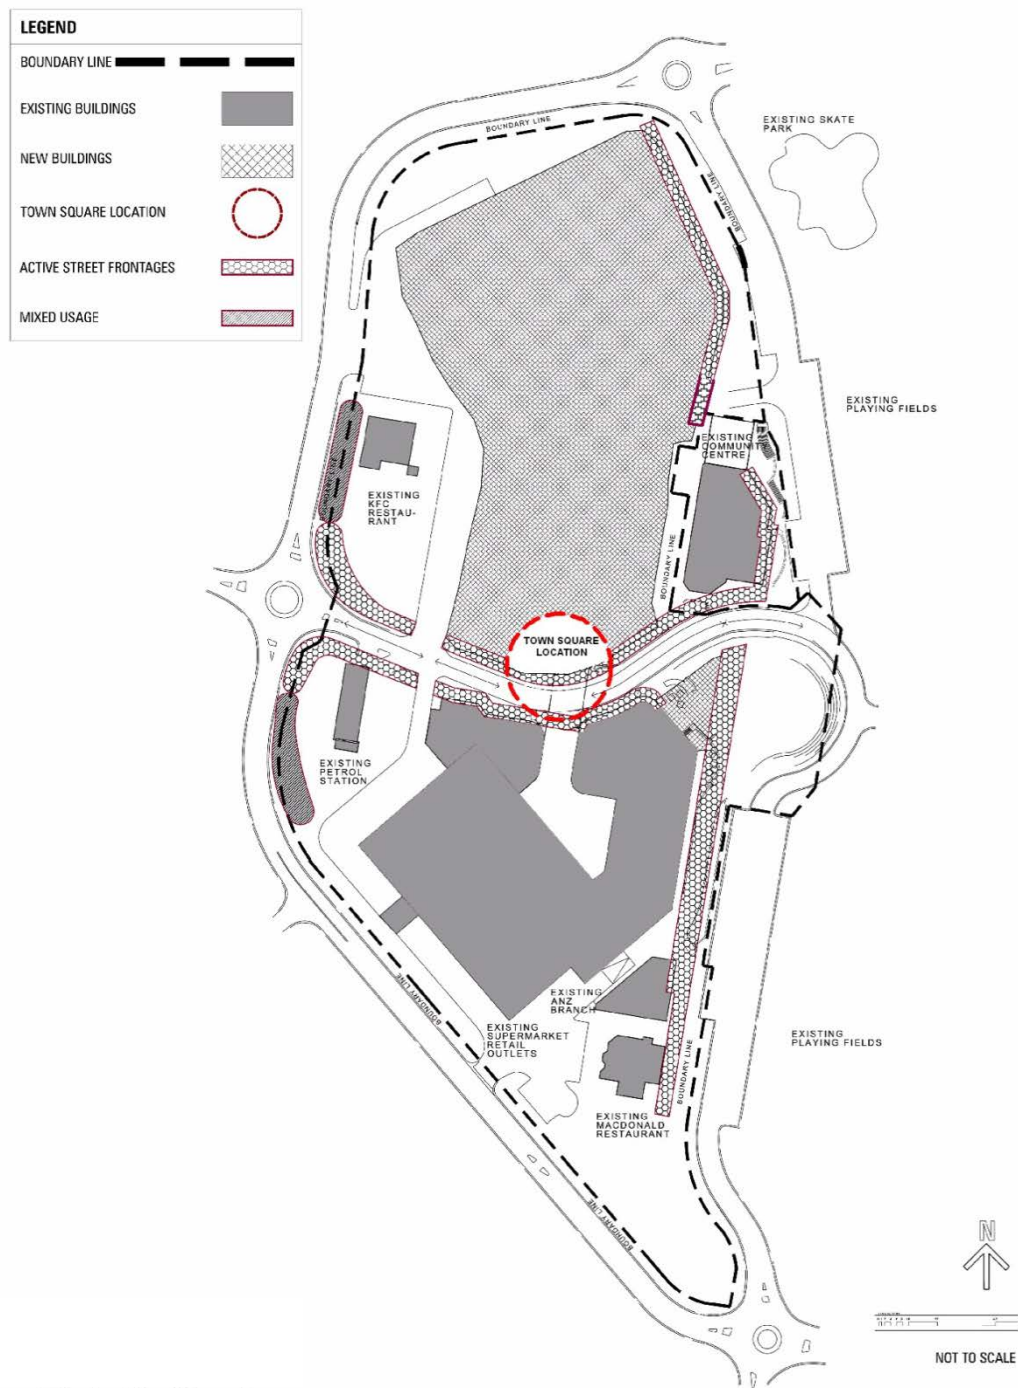 LEGEND
BOUNDARY LINE
EXISTING BUILDINGS
NEW BUILDINGS
TOWN SQUARE LOCATION
ACTIVE STREET FRONTAGES
MIXED USAGE
BOUNDARY LINE
EXISTING SKATE
PARK
BOUNDARY LINE
EXISTING
PLAYING FIELDS
EXISTING
COMMUNITY
CENTRE
BOUNDARY LINE
EXISTING
KFC
RESTAU-
RANT
BOUNDARY LINE
TOWN SQUARE
LOCATION
EXISTING
PETROL
STATION
BOUNDARY LINE
EXISTING
ANZ
BRANCH
EXISTING
SUPERMARKET
RETAIL
OUTLETS
EXISTING
PLAYING FIELDS
BOUNDARY LINE
EXISTING
MACDONALD
RESTAURANT
BOUNDARY LINE
N
NOT TO SCALE